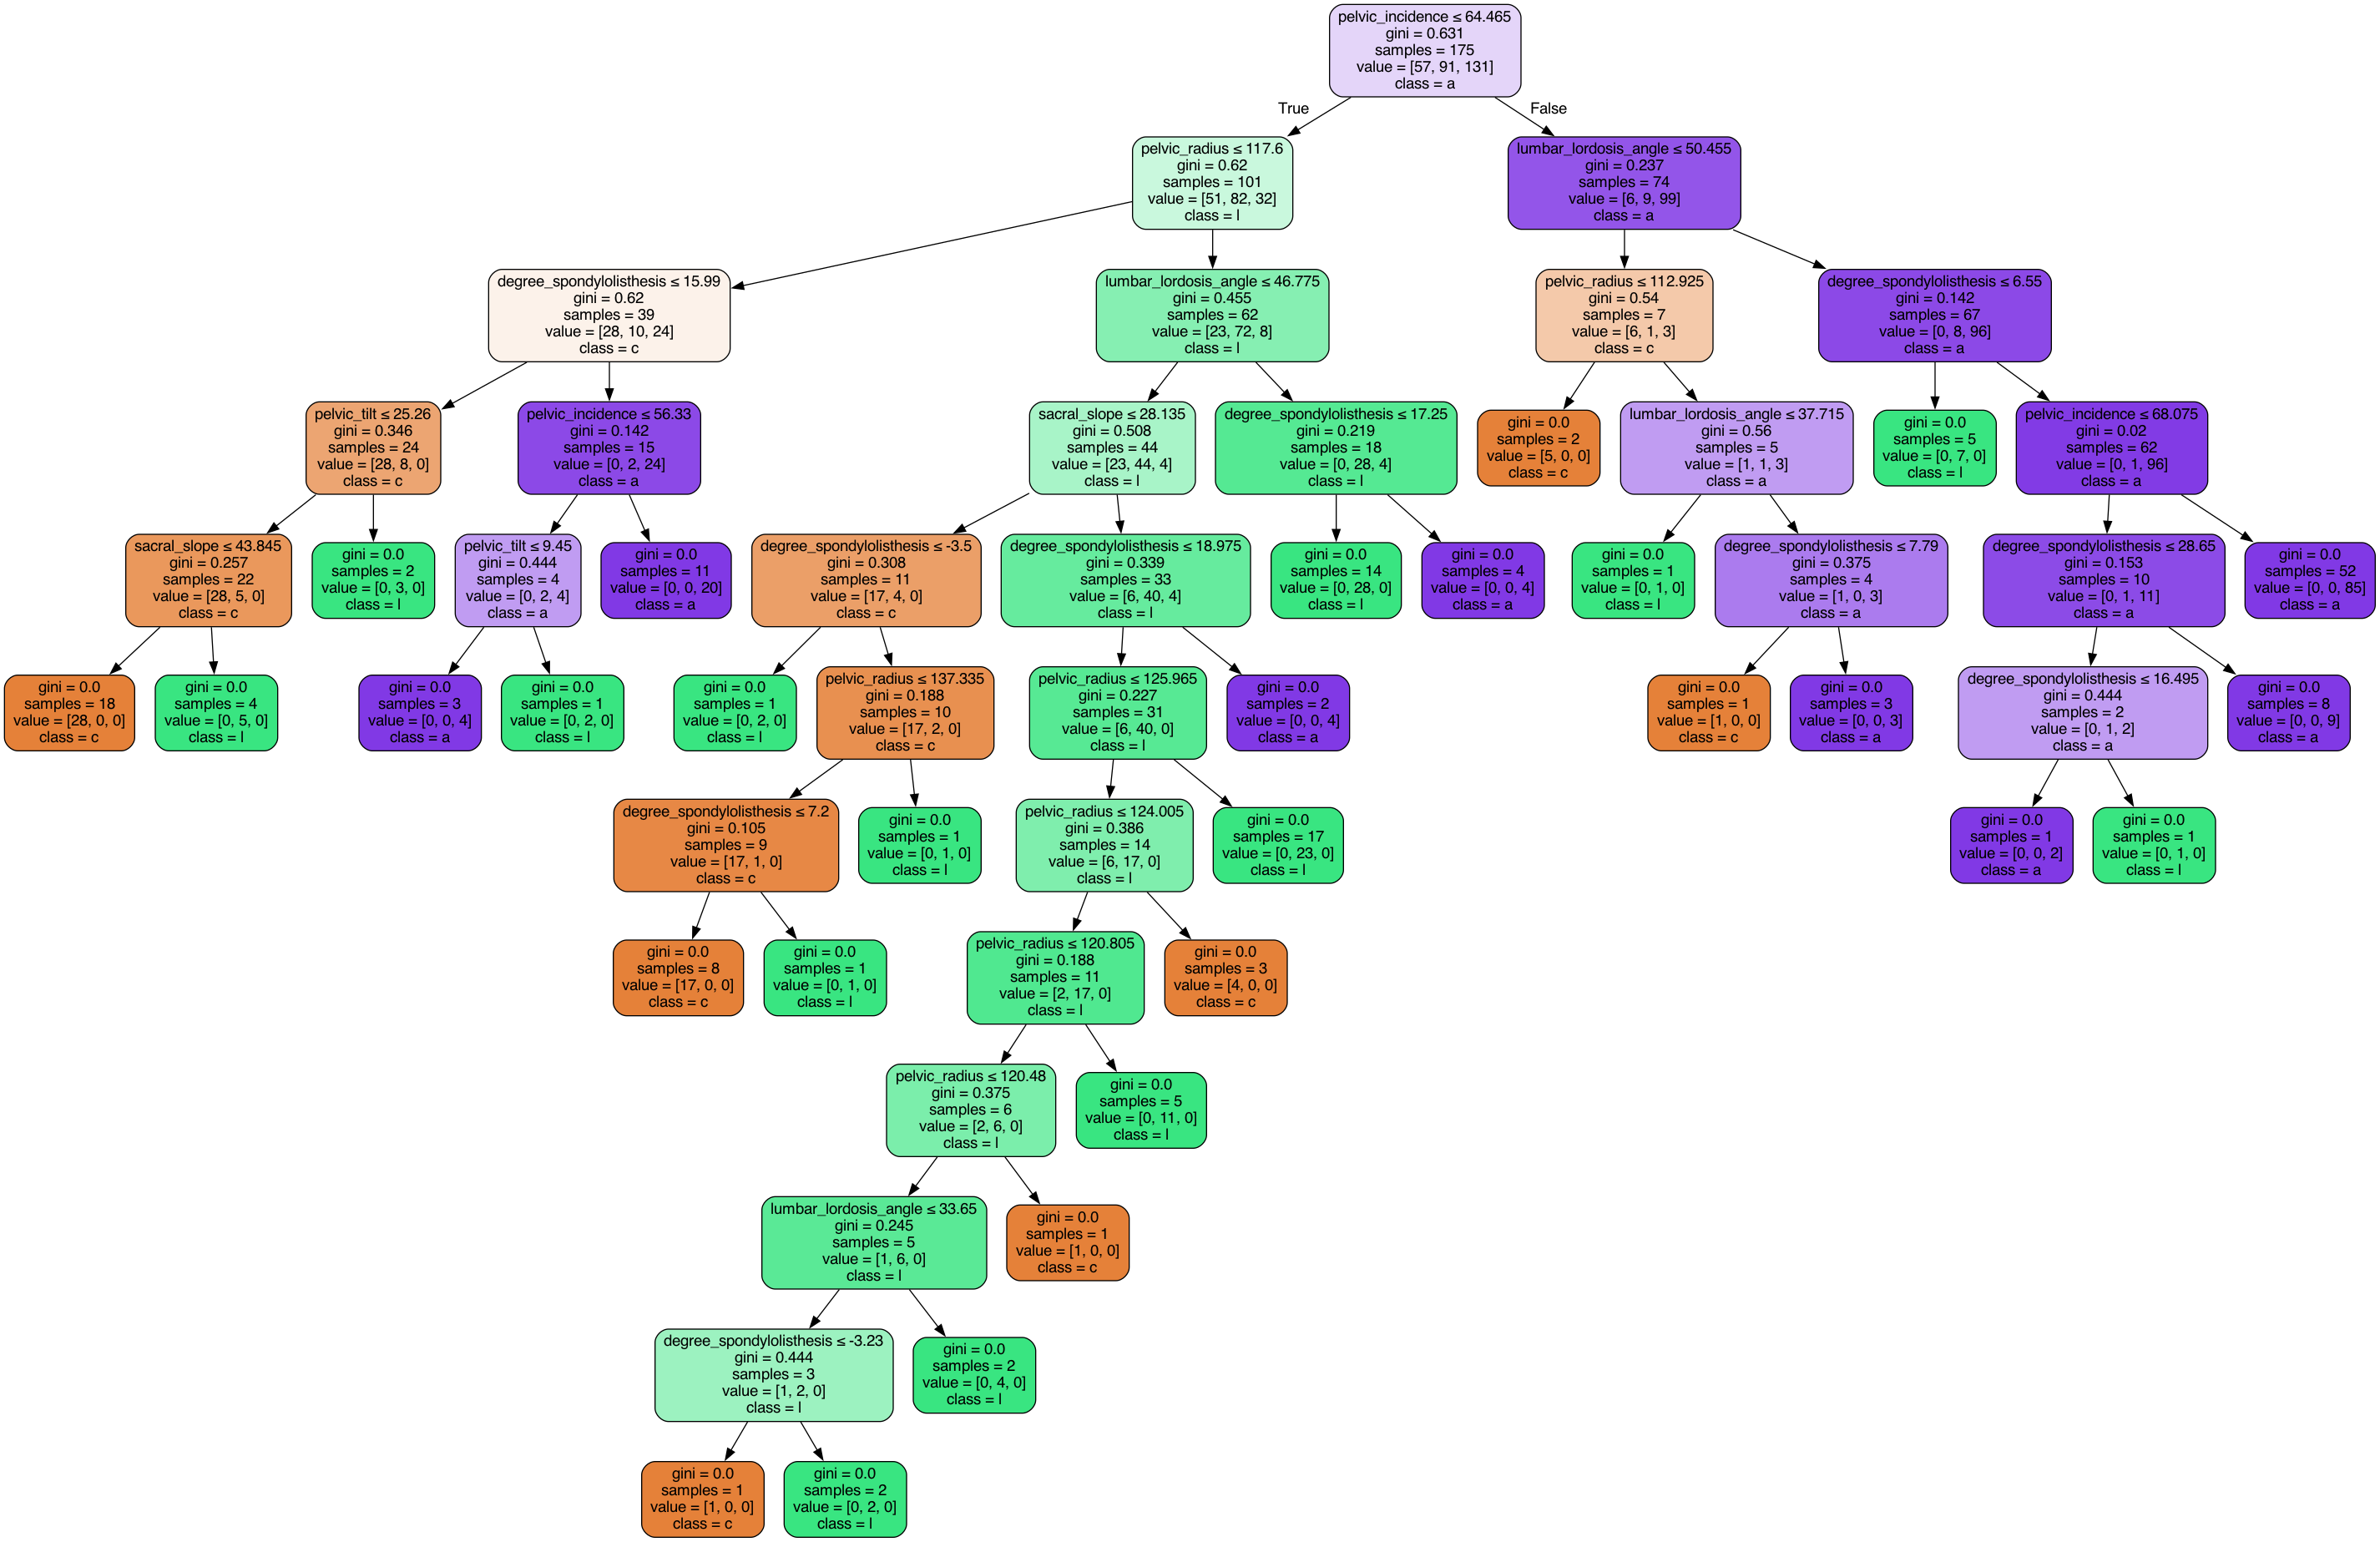 pelvic_incidence ≤ 64.465
gini = 0.631
samples = 175
value = [57, 91, 131]
class = a
True
False
pelvic_radius ≤ 117.6
gini = 0.62
samples = 101
value = [51, 82, 32]
class = l
lumbar_lordosis_angle ≤ 50.455
gini = 0.237
samples = 74
value = [6, 9, 99]
class = a
degree_spondylolisthesis ≤ 15.99
gini = 0.62
samples = 39
value = [28, 10, 24]
class = c
lumbar_lordosis_angle ≤ 46.775
gini = 0.455
samples = 62
value = [23, 72, 8]
class = l
pelvic_radius ≤ 112.925
gini = 0.54
samples = 7
value = [6, 1, 3]
class = c
degree_spondylolisthesis ≤ 6.55
gini = 0.142
samples = 67
value = [0, 8, 96]
class = a
pelvic_tilt ≤ 25.26
gini = 0.346
samples = 24
value = [28, 8, 0]
class = c
pelvic_incidence ≤ 56.33
gini = 0.142
samples = 15
value = [0, 2, 24]
class = a
sacral_slope ≤ 28.135
gini = 0.508
samples = 44
value = [23, 44, 4]
class = l
degree_spondylolisthesis ≤ 17.25
gini = 0.219
samples = 18
value = [0, 28, 4]
class = l
gini = 0.0
samples = 2
value = [5, 0, 0]
class = c
lumbar_lordosis_angle ≤ 37.715
gini = 0.56
samples = 5
value = [1, 1, 3]
class = a
gini = 0.0
samples = 5
value = [0, 7, 0]
class = l
pelvic_incidence ≤ 68.075
gini = 0.02
samples = 62
value = [0, 1, 96]
class = a
sacral_slope ≤ 43.845
gini = 0.257
samples = 22
value = [28, 5, 0]
class = c
gini = 0.0
samples = 2
value = [0, 3, 0]
class = l
pelvic_tilt ≤ 9.45
gini = 0.444
samples = 4
value = [0, 2, 4]
class = a
gini = 0.0
samples = 11
value = [0, 0, 20]
class = a
degree_spondylolisthesis ≤ -3.5
gini = 0.308
samples = 11
value = [17, 4, 0]
class = c
degree_spondylolisthesis ≤ 18.975
gini = 0.339
samples = 33
value = [6, 40, 4]
class = l
gini = 0.0
samples = 14
value = [0, 28, 0]
class = l
gini = 0.0
samples = 4
value = [0, 0, 4]
class = a
gini = 0.0
samples = 1
value = [0, 1, 0]
class = l
degree_spondylolisthesis ≤ 7.79
gini = 0.375
samples = 4
value = [1, 0, 3]
class = a
degree_spondylolisthesis ≤ 28.65
gini = 0.153
samples = 10
value = [0, 1, 11]
class = a
gini = 0.0
samples = 52
value = [0, 0, 85]
class = a
gini = 0.0
samples = 18
value = [28, 0, 0]
class = c
gini = 0.0
samples = 4
value = [0, 5, 0]
class = l
gini = 0.0
samples = 3
value = [0, 0, 4]
class = a
gini = 0.0
samples = 1
value = [0, 2, 0]
class = l
gini = 0.0
samples = 1
value = [0, 2, 0]
class = l
pelvic_radius ≤ 137.335
gini = 0.188
samples = 10
value = [17, 2, 0]
class = c
pelvic_radius ≤ 125.965
gini = 0.227
samples = 31
value = [6, 40, 0]
class = l
gini = 0.0
samples = 2
value = [0, 0, 4]
class = a
gini = 0.0
samples = 1
value = [1, 0, 0]
class = c
gini = 0.0
samples = 3
value = [0, 0, 3]
class = a
degree_spondylolisthesis ≤ 16.495
gini = 0.444
samples = 2
value = [0, 1, 2]
class = a
gini = 0.0
samples = 8
value = [0, 0, 9]
class = a
degree_spondylolisthesis ≤ 7.2
gini = 0.105
samples = 9
value = [17, 1, 0]
class = c
gini = 0.0
samples = 1
value = [0, 1, 0]
class = l
pelvic_radius ≤ 124.005
gini = 0.386
samples = 14
value = [6, 17, 0]
class = l
gini = 0.0
samples = 17
value = [0, 23, 0]
class = l
gini = 0.0
samples = 1
value = [0, 0, 2]
class = a
gini = 0.0
samples = 1
value = [0, 1, 0]
class = l
gini = 0.0
samples = 8
value = [17, 0, 0]
class = c
gini = 0.0
samples = 1
value = [0, 1, 0]
class = l
pelvic_radius ≤ 120.805
gini = 0.188
samples = 11
value = [2, 17, 0]
class = l
gini = 0.0
samples = 3
value = [4, 0, 0]
class = c
pelvic_radius ≤ 120.48
gini = 0.375
samples = 6
value = [2, 6, 0]
class = l
gini = 0.0
samples = 5
value = [0, 11, 0]
class = l
lumbar_lordosis_angle ≤ 33.65
gini = 0.245
samples = 5
value = [1, 6, 0]
class = l
gini = 0.0
samples = 1
value = [1, 0, 0]
class = c
degree_spondylolisthesis ≤ -3.23
gini = 0.444
samples = 3
value = [1, 2, 0]
class = l
gini = 0.0
samples = 2
value = [0, 4, 0]
class = l
gini = 0.0
samples = 1
value = [1, 0, 0]
class = c
gini = 0.0
samples = 2
value = [0, 2, 0]
class = l